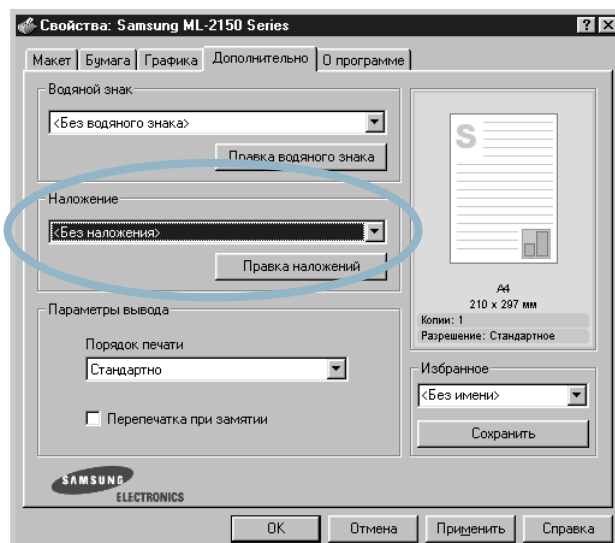 Свойства: Samsung ML-2150 Series
Макет Бумага Графика Дополнительно О программе
Водяной знак
<Без водяного знака>
Правка водяного знака
Наложение
<Без наложения>
Правка наложений
Параметры вывода
Порядок печати
Стандартно
Перепечатка при замятии
S
A4
210 x 297 мм
Копии: 1
Разрешение: Стандартное
Избранное
<Без имени>
Сохранить
SAMSUNG
ELECTRONICS
OK Отмена Применить Справка